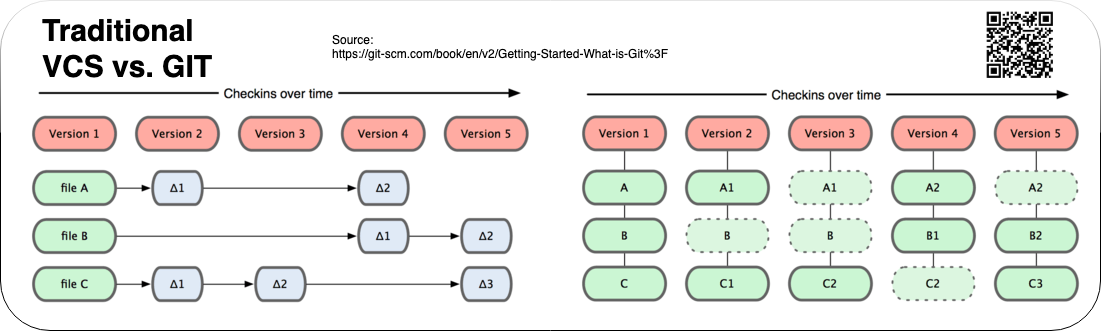 Traditional
VCS vs. GIT
Source:
https://git-scm.com/book/en/v2/Getting-Started-What-is-Git%3F
Checkins over time
Version 1 Version 2 Version 3 Version 4 Version 5
file A Δ1 Δ2
file B Δ1 Δ2
file C Δ1 Δ2 Δ3
Checkins over time
Version 1 Version 2 Version 3 Version 4 Version 5
A A1 A1 A2 A2
B B B B1 B2
C C1 C2 C2 C3